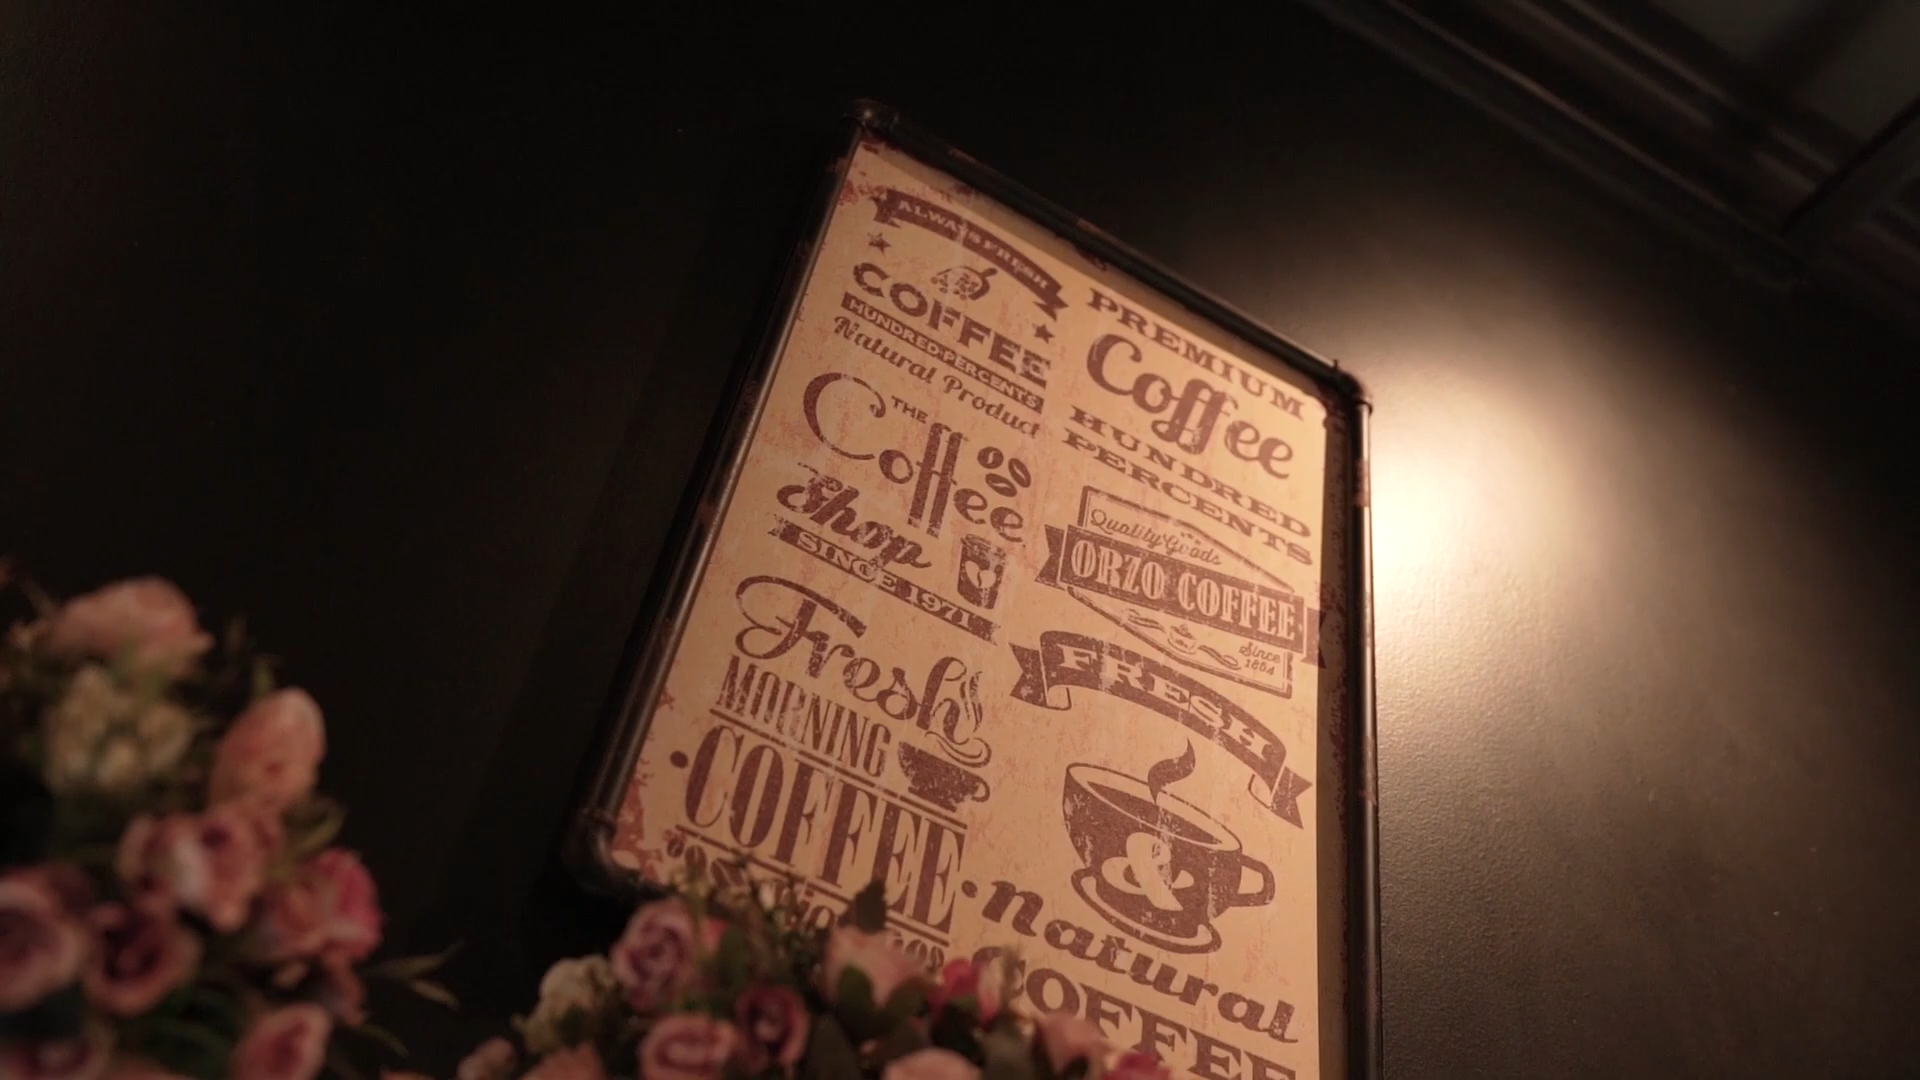 ALWAYS FRESH
COFFEE
HUNDRED PERCENTS
Natural Product
THE
Coffee
Shop
SINCE 1971
Fresh
MORNING
COFFEE
PREMIUM
Coffee
HUNDRED
PERCENTS
Quality Goods
ORZO COFFEE
Since
FRESH
&
natural
COFFEE